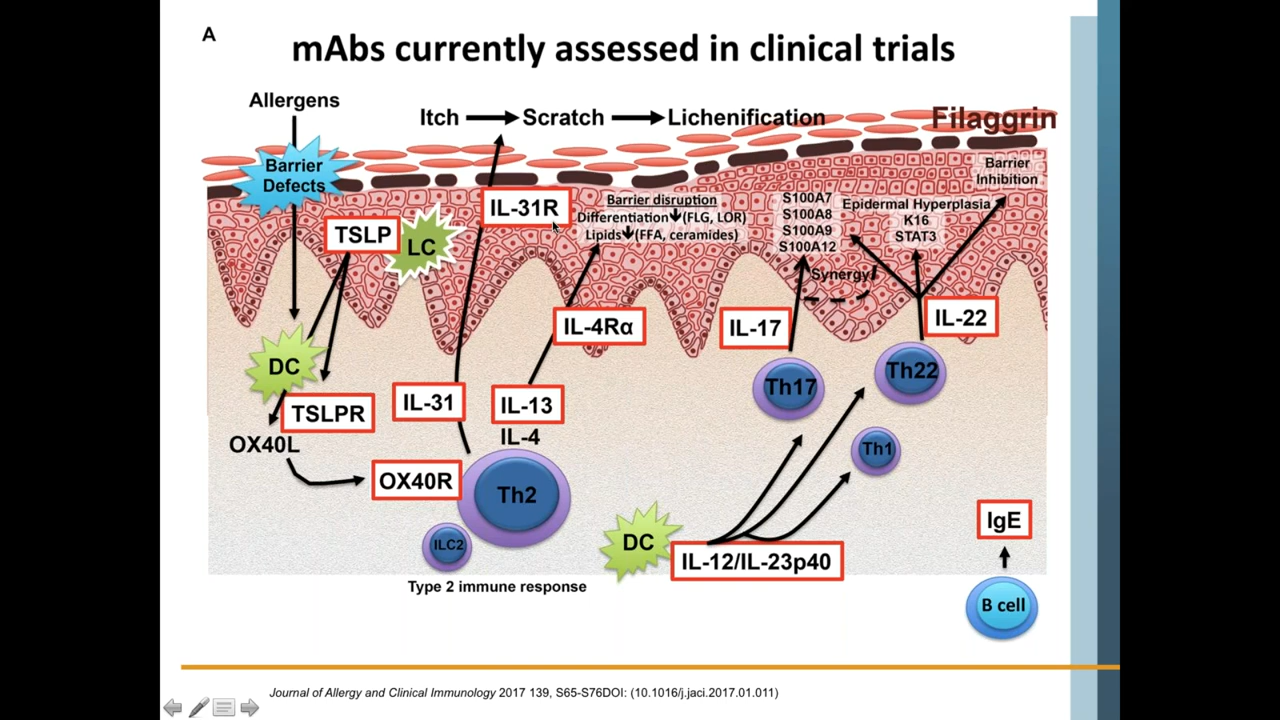 A
mAbs currently assessed in clinical trials
Allergens
Itch
Scratch
Lichenification
Filaggrin
Barrier
Defects
Barrier
Inhibition
IL-31R
Barrier disruption
Differentiation (FLG, LOR)
Lipids (FFA, ceramides)
S100A7
S100A8
S100A9
S100A12
Epidermal Hyperplasia
K16
STAT3
TSLP
LC
Synergy
IL-4Rα
IL-17
IL-22
DC
Th17
Th22
TSLPR
IL-31
IL-13
IL-4
OX40L
Th1
OX40R
Th2
IgE
ILC2
DC
IL-12/IL-23p40
Type 2 immune response
B cell
Journal of Allergy and Clinical Immunology 2017 139, S65-S76DOI: (10.1016/j.jaci.2017.01.011)